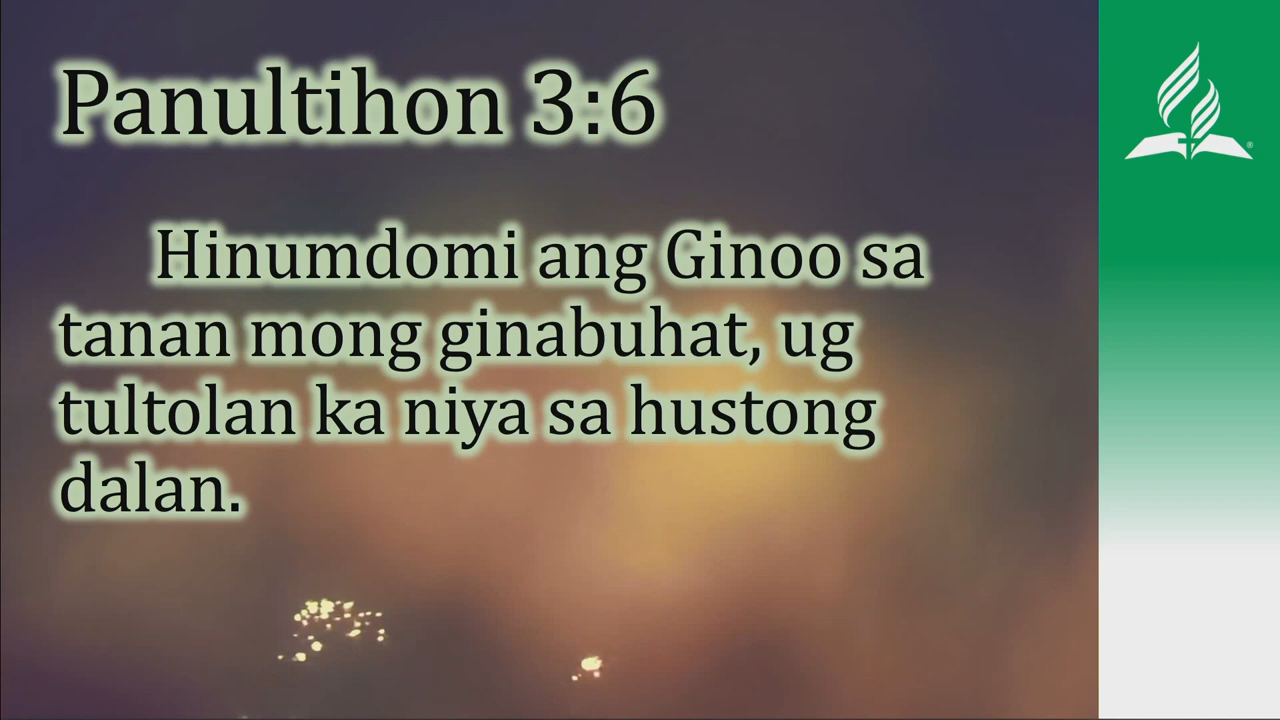 Panultihon 3:6
Hinumdomi ang Ginoo sa
tanan mong ginabuhat, ug
tultolan ka niya sa hustong
dalan.
®